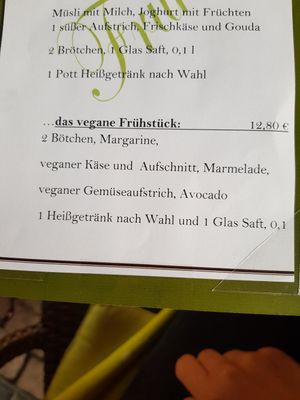 Müsli mit Milch, Joghurt mit Früchten
1 süßer Aufstrich, Frischkäse und Gouda
2 Brötchen, 1 Glas Saft, 0,1 l
1 Pott Heißgetränk nach Wahl
…das vegane Frühstück: 12,80 €
2 Bötchen, Margarine,
veganer Käse und Aufschnitt, Marmelade,
veganer Gemüseaufstrich, Avocado
1 Heißgetränk nach Wahl und 1 Glas Saft, 0,1